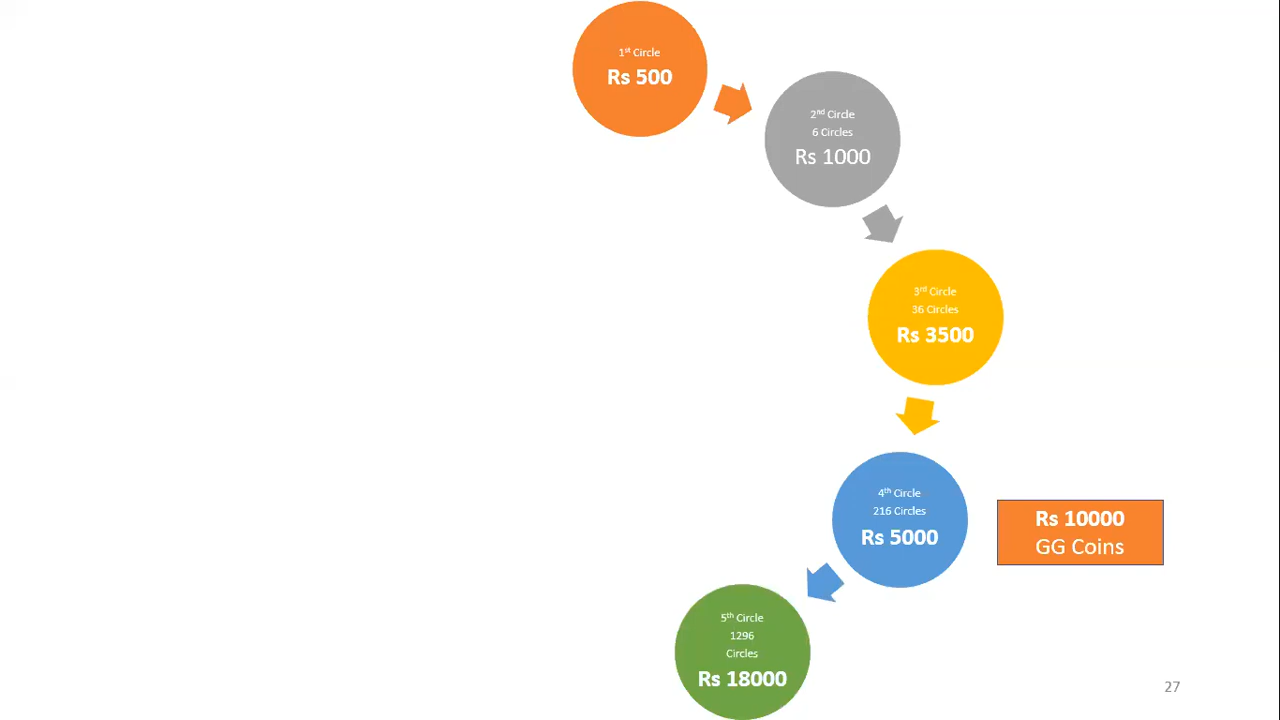 1st Circle
Rs 500
2nd Circle
6 Circles
Rs 1000
3rd Circle
36 Circles
Rs 3500
4th Circle
216 Circles
Rs 5000
Rs 10000
GG Coins
5th Circle
1296
Circles
Rs 18000
27